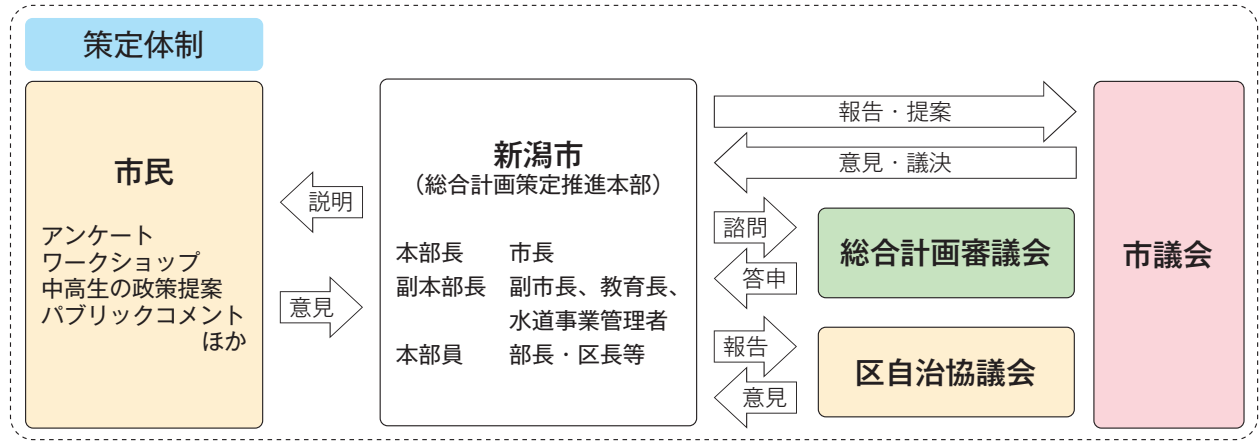 策定体制
市民
アンケート
ワークショップ
中高生の政策提案
パブリックコメント
ほか
説明
意見
新潟市
（総合計画策定推進本部）
本部長 市長
副本部長 副市長、教育長、
水道事業管理者
本部員 部長・区長等
報告・提案
意見・議決
諮問
答申
総合計画審議会
報告
意見
区自治協議会
市議会